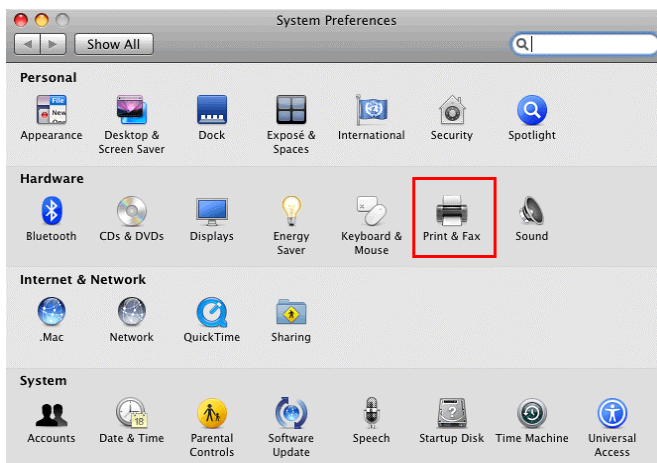 System Preferences
Show All
Personal
File
New
Appearance
Desktop &
Screen Saver
Dock
Exposé &
Spaces
International
Security
Spotlight
Hardware
Bluetooth
CDs & DVDs
Displays
Energy
Saver
Keyboard &
Mouse
Print & Fax
Sound
Internet & Network
.Mac
Network
QuickTime
Sharing
System
18
Accounts
Date & Time
Parental
Controls
Software
Update
Speech
?
Startup Disk
Time Machine
Universal
Access